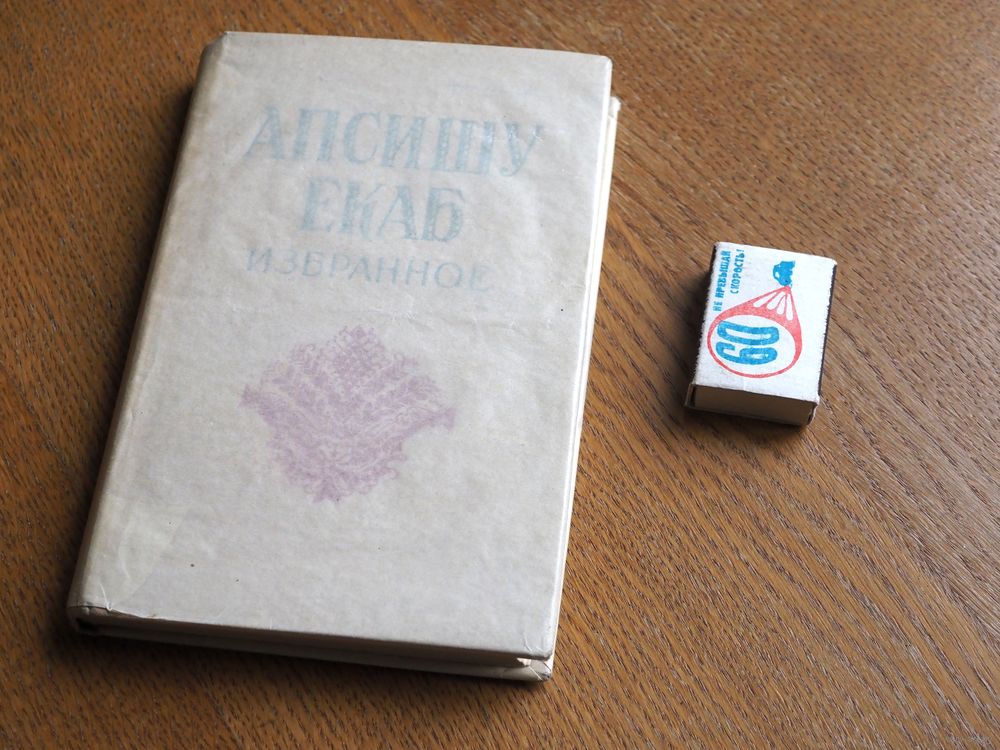 АПСИШУ
ЕКАБ
ИЗБРАННОЕ
НЕ ПРЕВЫШАЙ
СКОРОСТЬ!
60